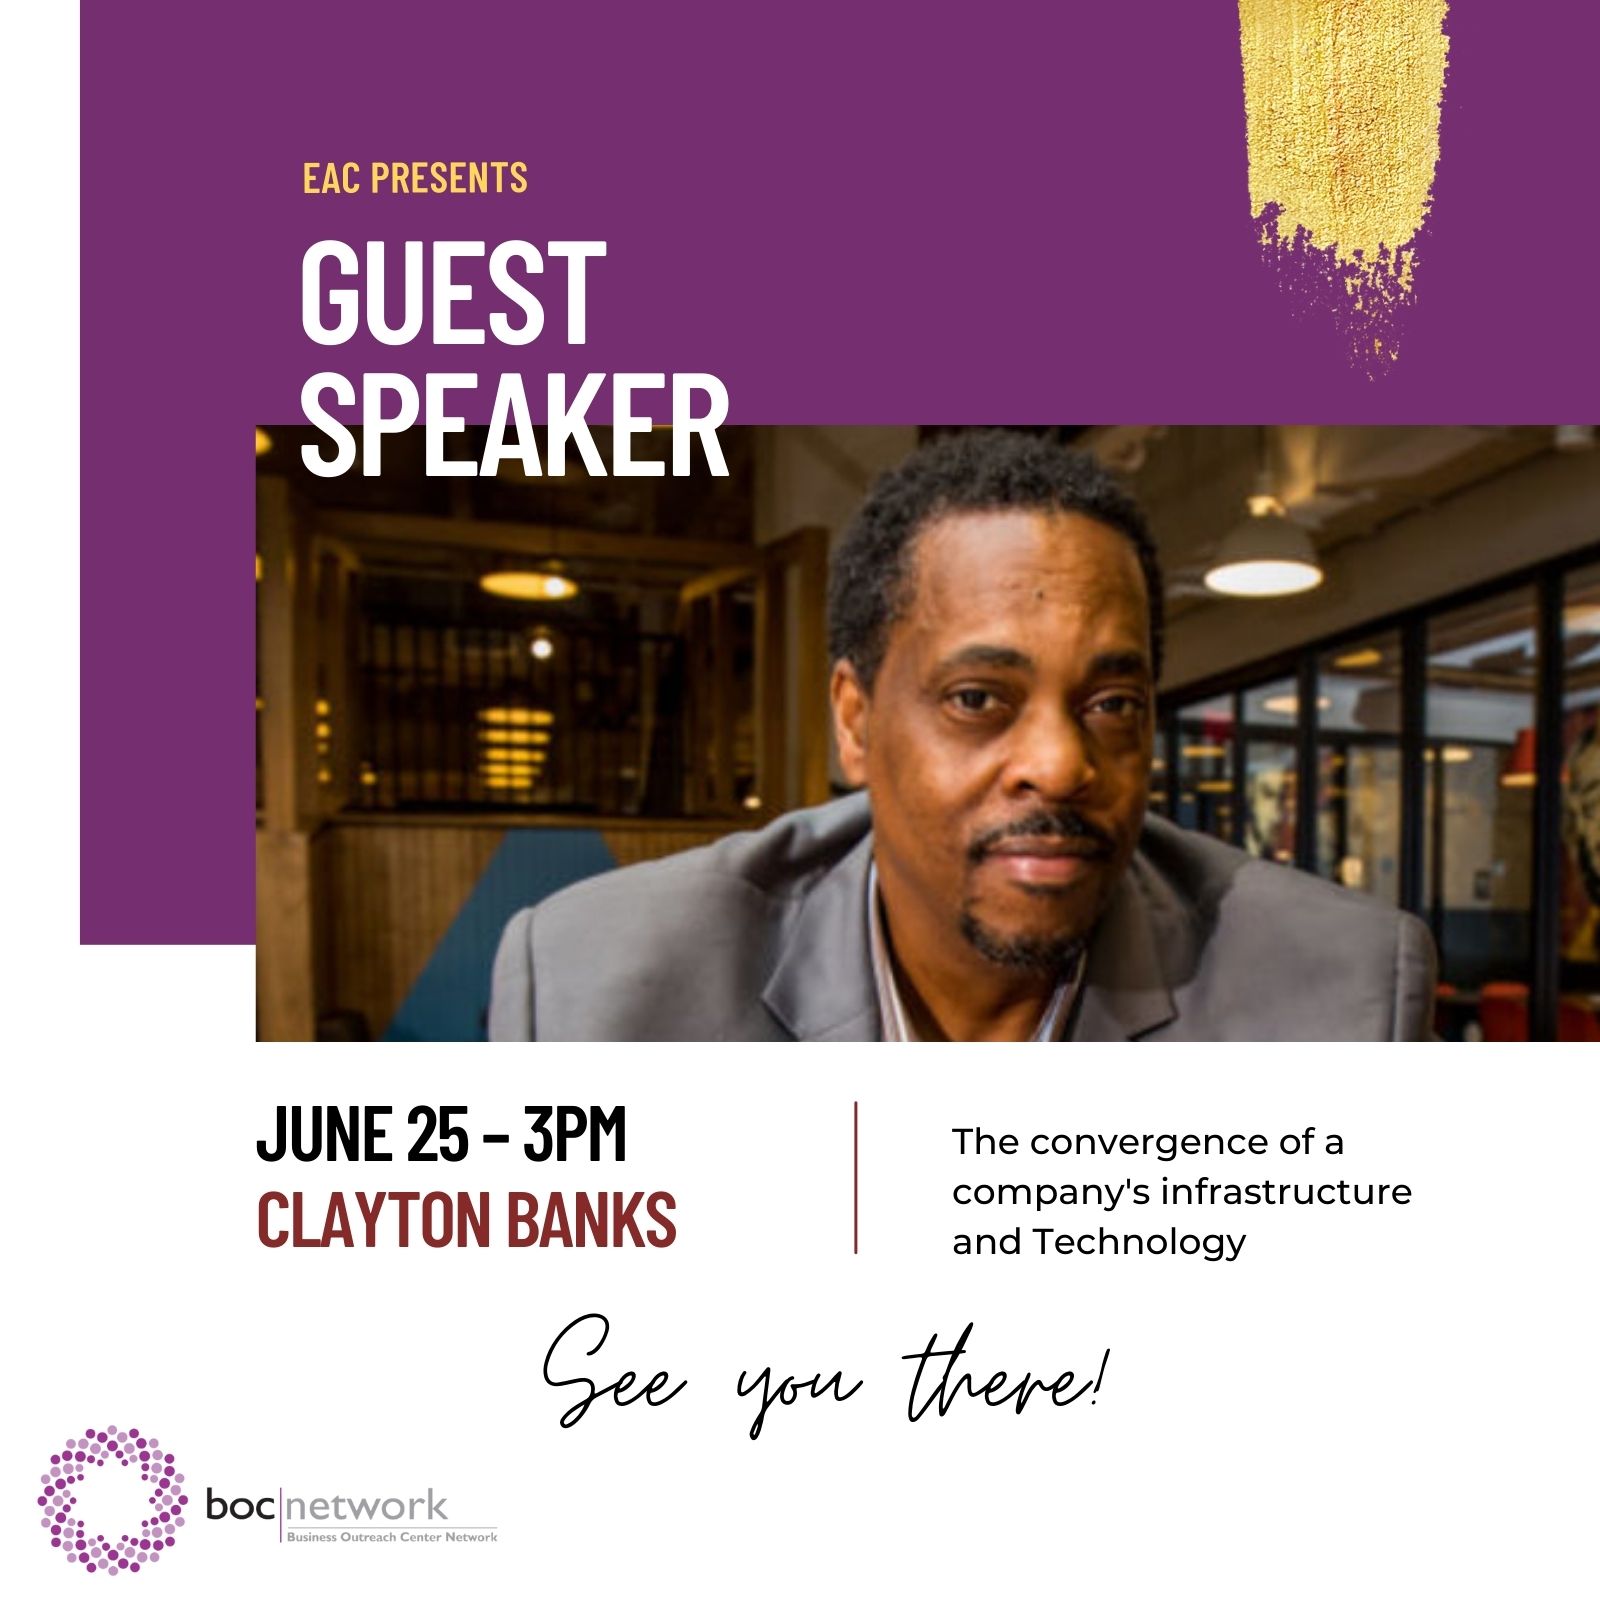 EAC PRESENTS
GUEST
SPEAKER
JUNE 25 – 3PM
CLAYTON BANKS
The convergence of a
company's infrastructure
and Technology
See you there!
boc|network
Business Outreach Center Network